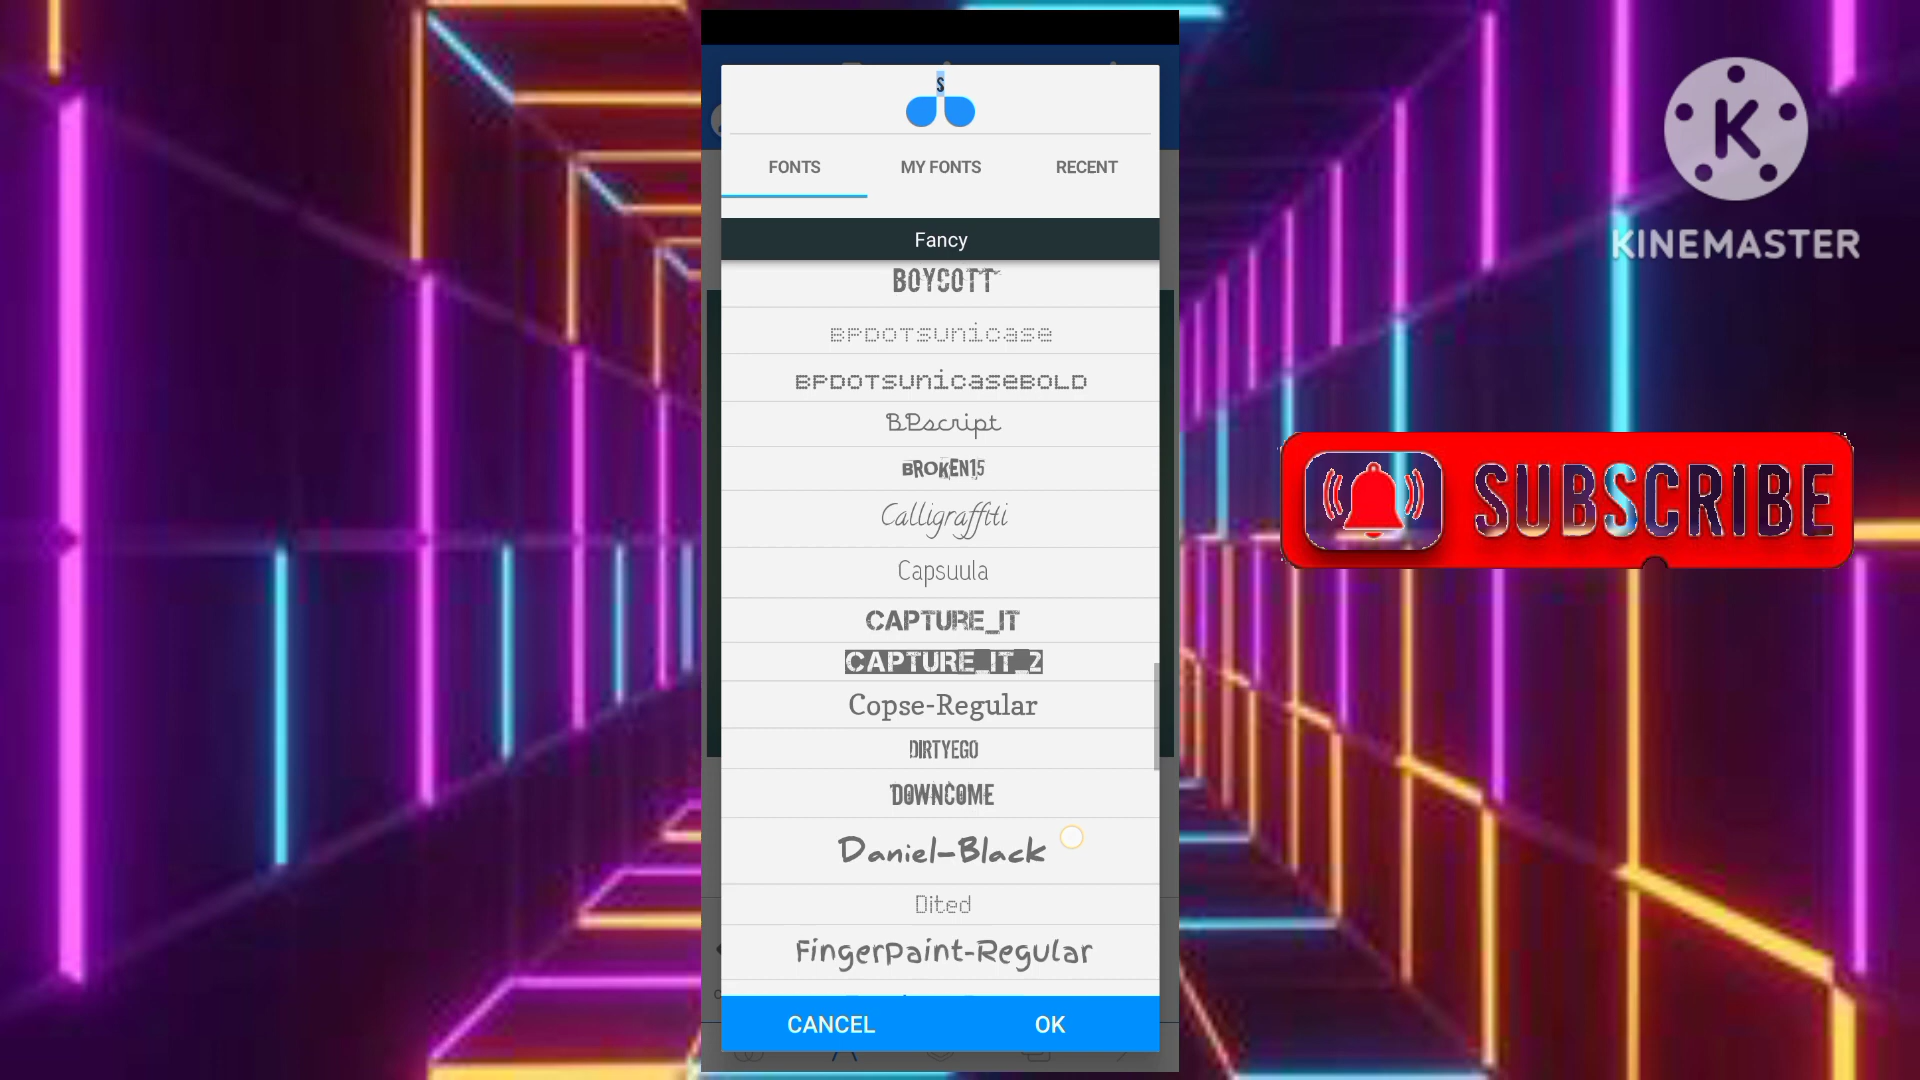 S
FONTS MY FONTS RECENT
Fancy
BOYCOTT
BPDOTSUNICASE
BPDOTSUNICASEBOLD
BPscript
BROKEN15
Calligraffiti
Capsuula
CAPTURE_IT
CAPTURE_IT_2
Copse-Regular
DIRTYEGO
DOWNCOME
Daniel-Black
Dited
FingerPaint-Regular
CANCEL OK
K
KINEMASTER
SUBSCRIBE